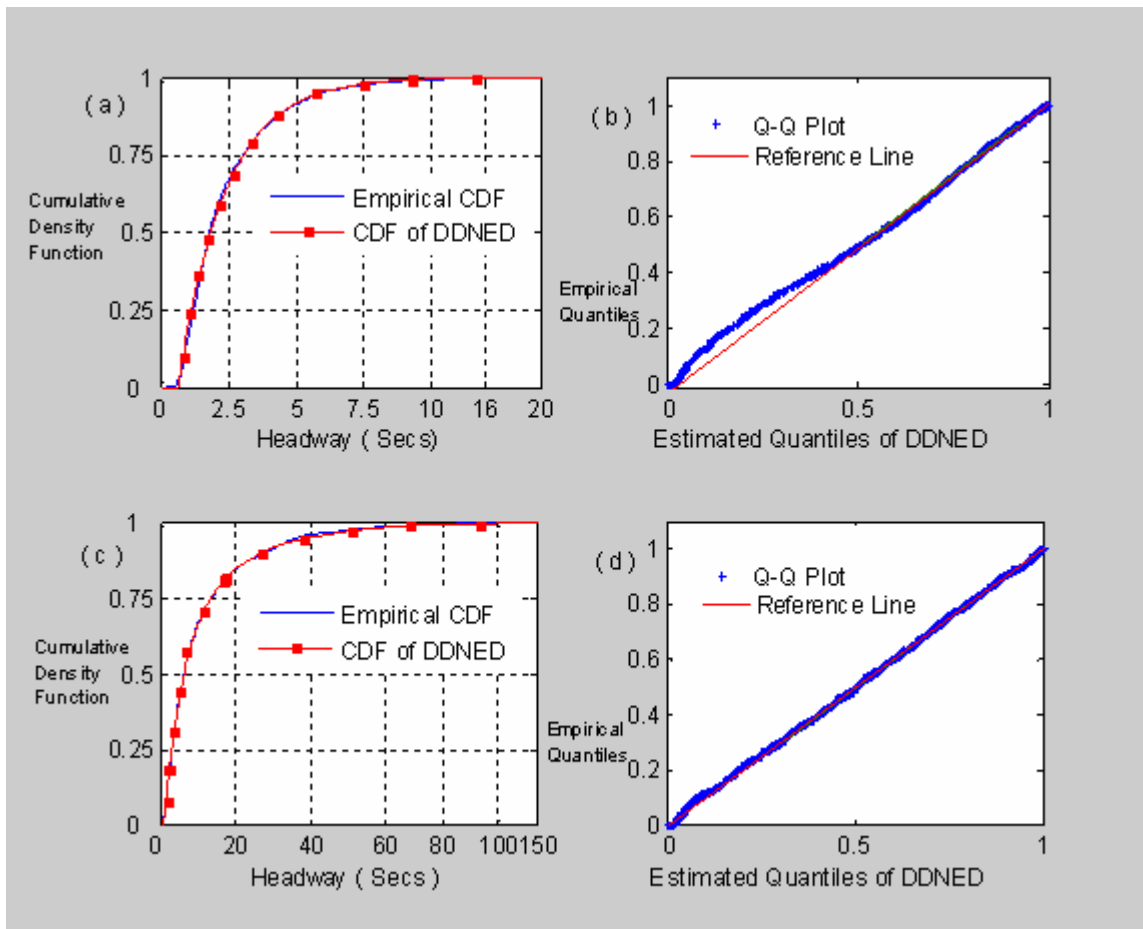 ( a )
1
0.75
0.5
0.25
0
Cumulative
Density
Function
Empirical CDF
CDF of DDNED
0 2.5 5 7.5 10 16 20
Headway ( Secs)
( b )
1
0.8
0.6
0.4
0.2
0
Q-Q Plot
Reference Line
Empirical
Quantiles
0 0.5 1
Estimated Quantiles of DDNED
( c )
1
0.75
0.5
0.25
0
Cumulative
Density
Function
Empirical CDF
CDF of DDNED
0 20 40 60 80 100 150
Headway ( Secs )
( d )
1
0.8
0.6
0.4
0.2
0
Q-Q Plot
Reference Line
Empirical
Quantiles
0 0.5 1
Estimated Quantiles of DDNED